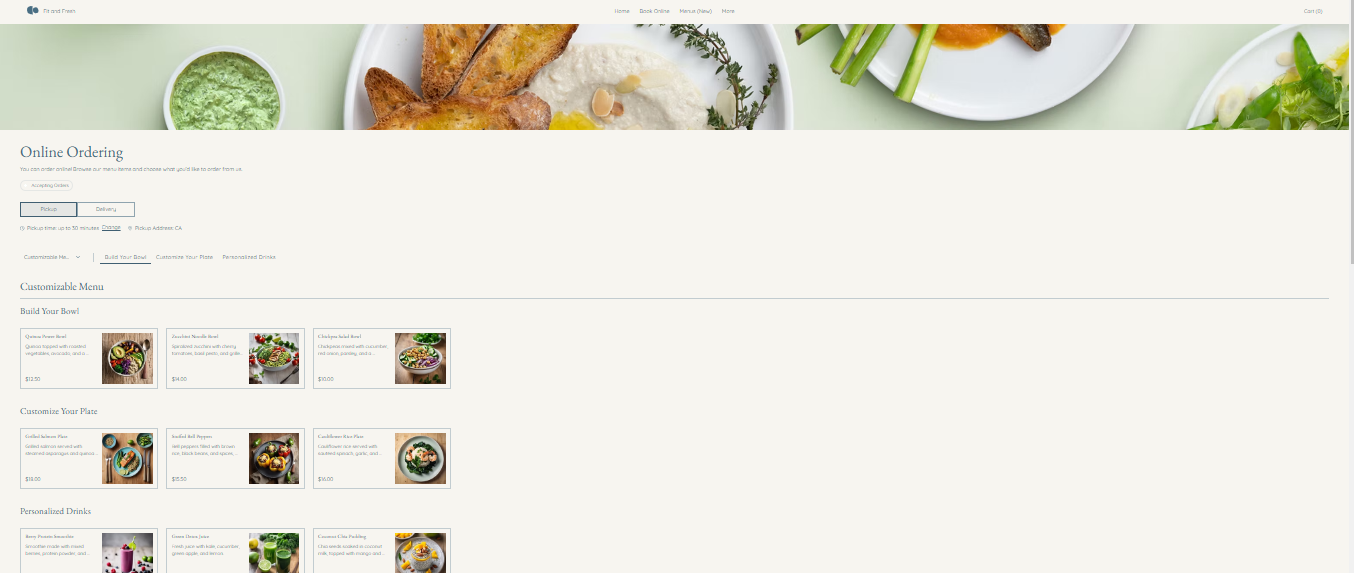 Fit and Fresh
Home
Book Online
Menus (New)
More
Cart (0)
Online Ordering
You can order online! Browse our menu items and choose what you'd like to order from us.
Accepting Orders
Pickup
Delivery
Pickup time: up to 30 minutes Change
Pickup Address: CA
Customizable Me...
Build Your Bowl
Customize Your Plate
Personalized Drinks
Customizable Menu
Build Your Bowl
Quinoa Power Bowl
Quinoa topped with roasted
vegetables, avocado, and a...
$12.50
Zucchini Noodle Bowl
Spiralized zucchini with cherry
tomatoes, basil pesto, and grille...
$14.00
Chickpea Salad Bowl
Chickpeas mixed with cucumber,
red onion, parsley, and a...
$10.00
Customize Your Plate
Grilled Salmon Plate
Grilled salmon served with
steamed asparagus and quinoa...
$18.00
Stuffed Bell Peppers
Bell peppers filled with brown
rice, black beans, and spices,...
$15.50
Cauliflower Rice Plate
Cauliflower rice served with
sautéed spinach, garlic, and...
$16.00
Personalized Drinks
Berry Protein Smoothie
Smoothie made with mixed
berries, protein powder, and...
Green Detox Juice
Fresh juice with kale, cucumber,
green apple, and lemon.
Coconut Chia Pudding
Chia seeds soaked in coconut
milk, topped with mango and...